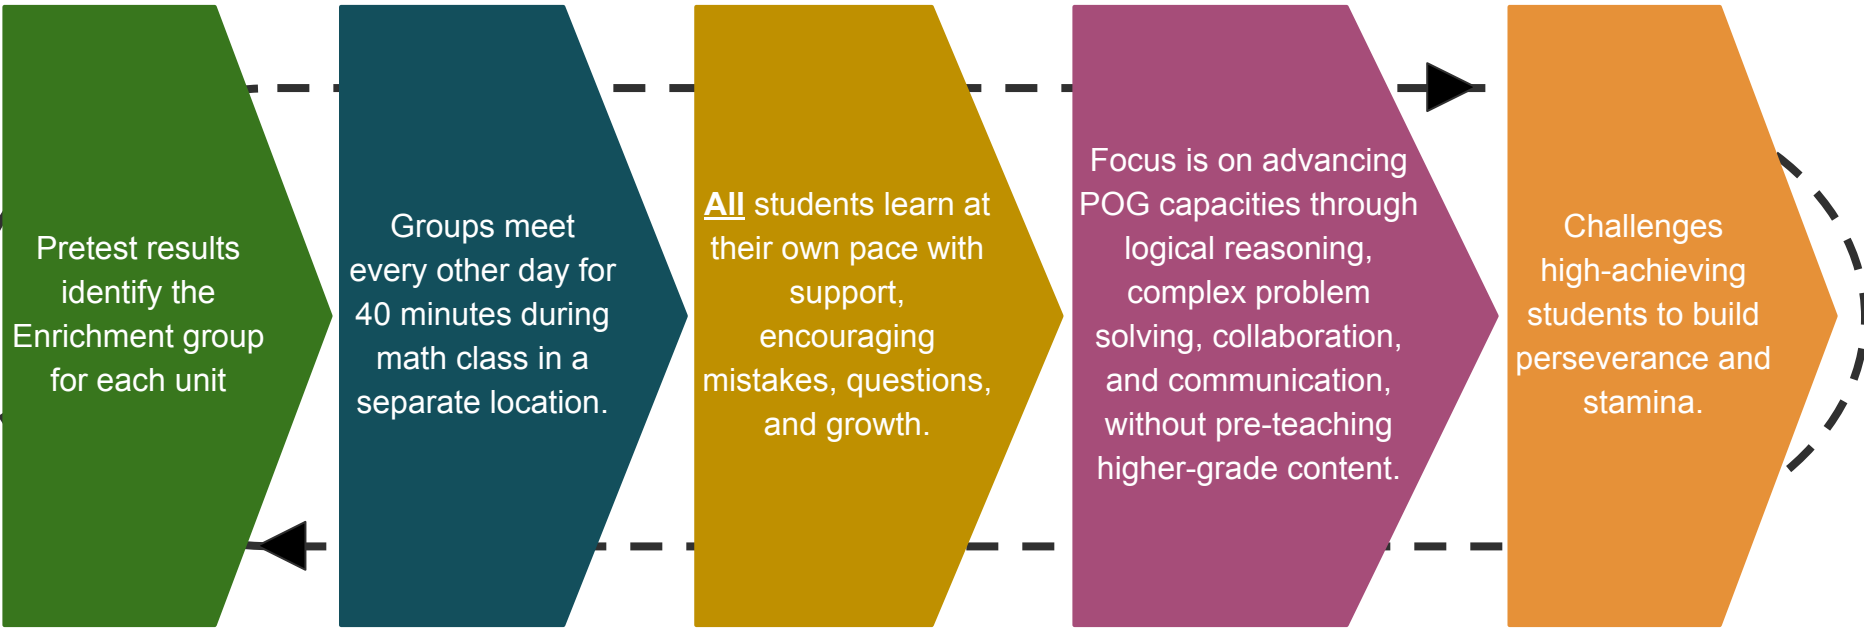 Pretest results
identify the
Enrichment group
for each unit
Groups meet
every other day for
40 minutes during
math class in a
separate location.
All students learn at
their own pace with
support,
encouraging
mistakes, questions,
and growth.
Focus is on advancing
POG capacities through
logical reasoning,
complex problem
solving, collaboration,
and communication,
without pre-teaching
higher-grade content.
Challenges
high-achieving
students to build
perseverance and
stamina.